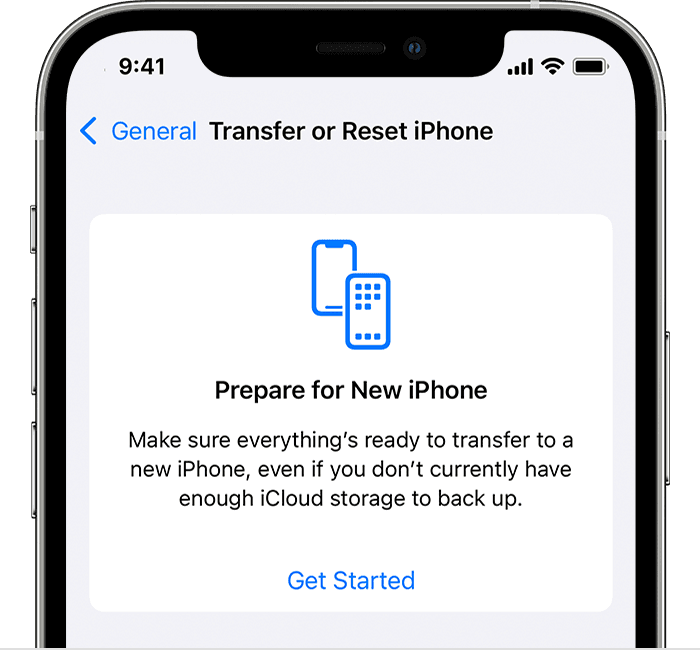 9:41
General Transfer or Reset iPhone
Prepare for New iPhone
Make sure everything’s ready to transfer to a
new iPhone, even if you don’t currently have
enough iCloud storage to back up.
Get Started